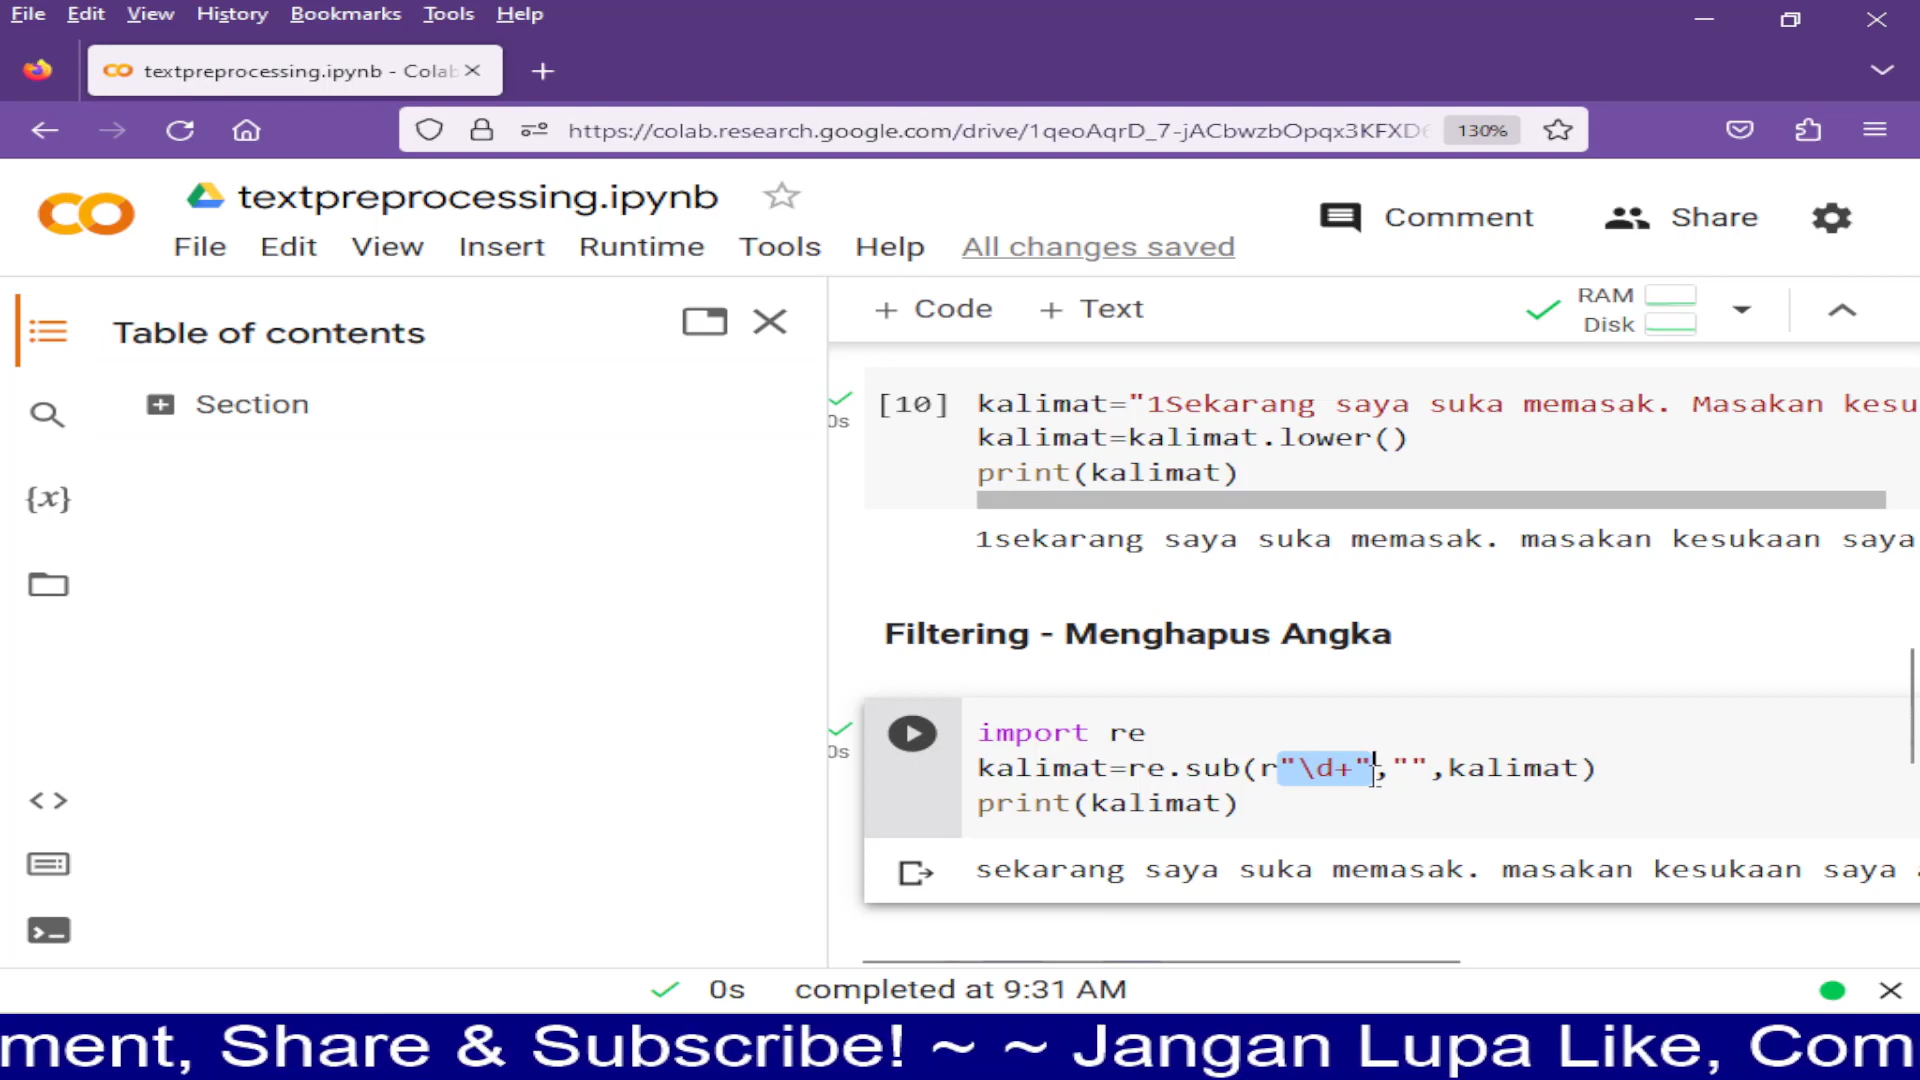 File Edit View History Bookmarks Tools Help
textpreprocessing.ipynb - Colab
https://colab.research.google.com/drive/1qeoAqrD_7-jACbwzbOpqx3KFXD 130%
textpreprocessing.ipynb
File Edit View Insert Runtime Tools Help All changes saved
Comment Share
Table of contents
Section
+ Code + Text
RAM
Disk
{x}
0s
[10] kalimat="1Sekarang saya suka memasak. Masakan kesu
kalimat=kalimat.lower()
print(kalimat)
1sekarang saya suka memasak. masakan kesukaan saya
Filtering - Menghapus Angka
0s
import re
kalimat=re.sub(r"\d+","",kalimat)
print(kalimat)
sekarang saya suka memasak. masakan kesukaan saya
0s completed at 9:31 AM
ment, Share & Subscribe! ~ ~ Jangan Lupa Like, Com